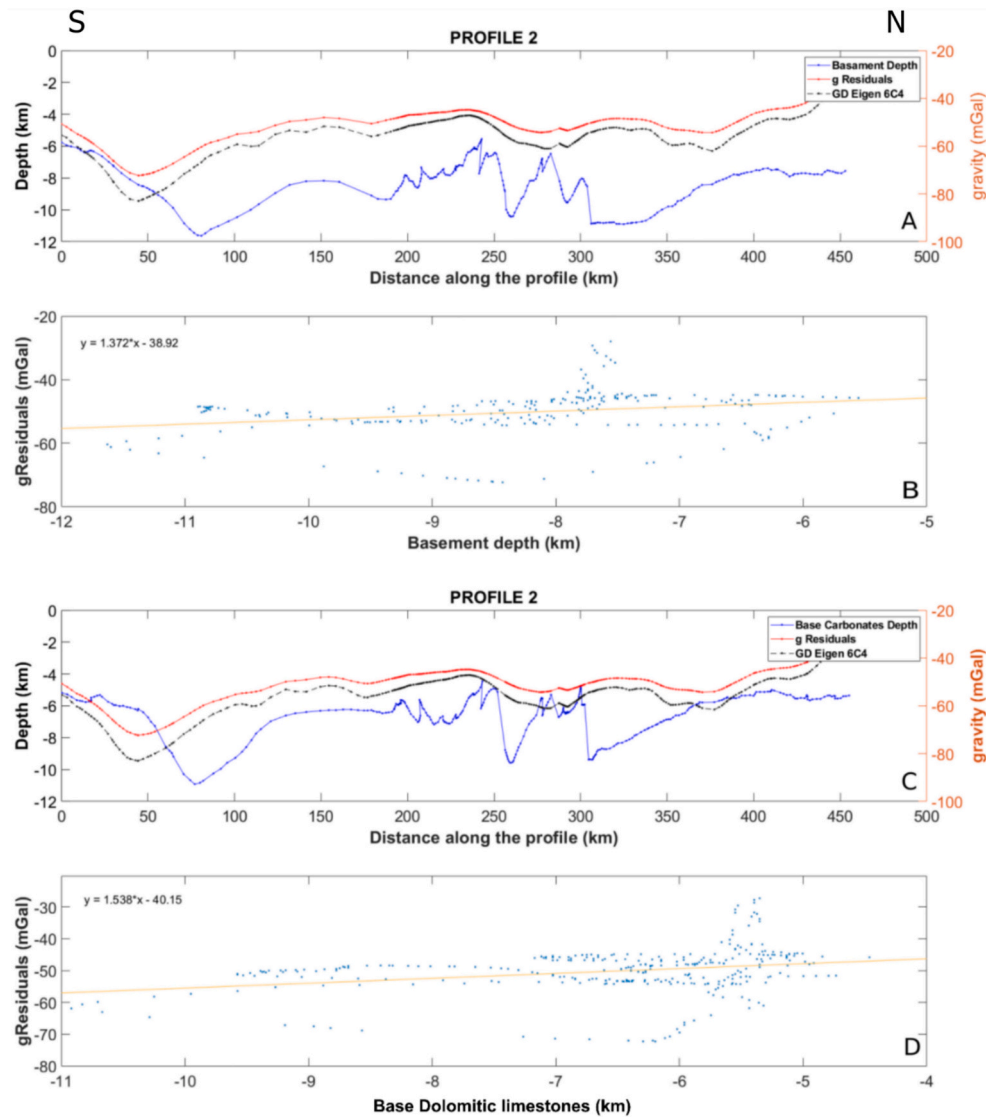 S N
PROFILE 2
0
-2
-4
-6
-8
-10
-12
Depth (km)
Basament Depth
g Residuals
GD Eigen 6C4
-20
-40
-60
-80
-100
gravity (mGal)
A
0 50 100 150 200 250 300 350 400 450 500
Distance along the profile (km)
-20
-40
-60
-80
gResiduals (mGal)
y = 1.372*x - 38.92
B
-12 -11 -10 -9 -8 -7 -6 -5
Basement depth (km)
PROFILE 2
0
-2
-4
-6
-8
-10
-12
Depth (km)
Base Carbonates Depth
g Residuals
GD Eigen 6C4
-20
-40
-60
-80
-100
gravity (mGal)
C
0 50 100 150 200 250 300 350 400 450 500
Distance along the profile (km)
-30
-40
-50
-60
-70
-80
gResiduals (mGal)
y = 1.538*x - 40.15
D
-11 -10 -9 -8 -7 -6 -5 -4
Base Dolomitic limestones (km)